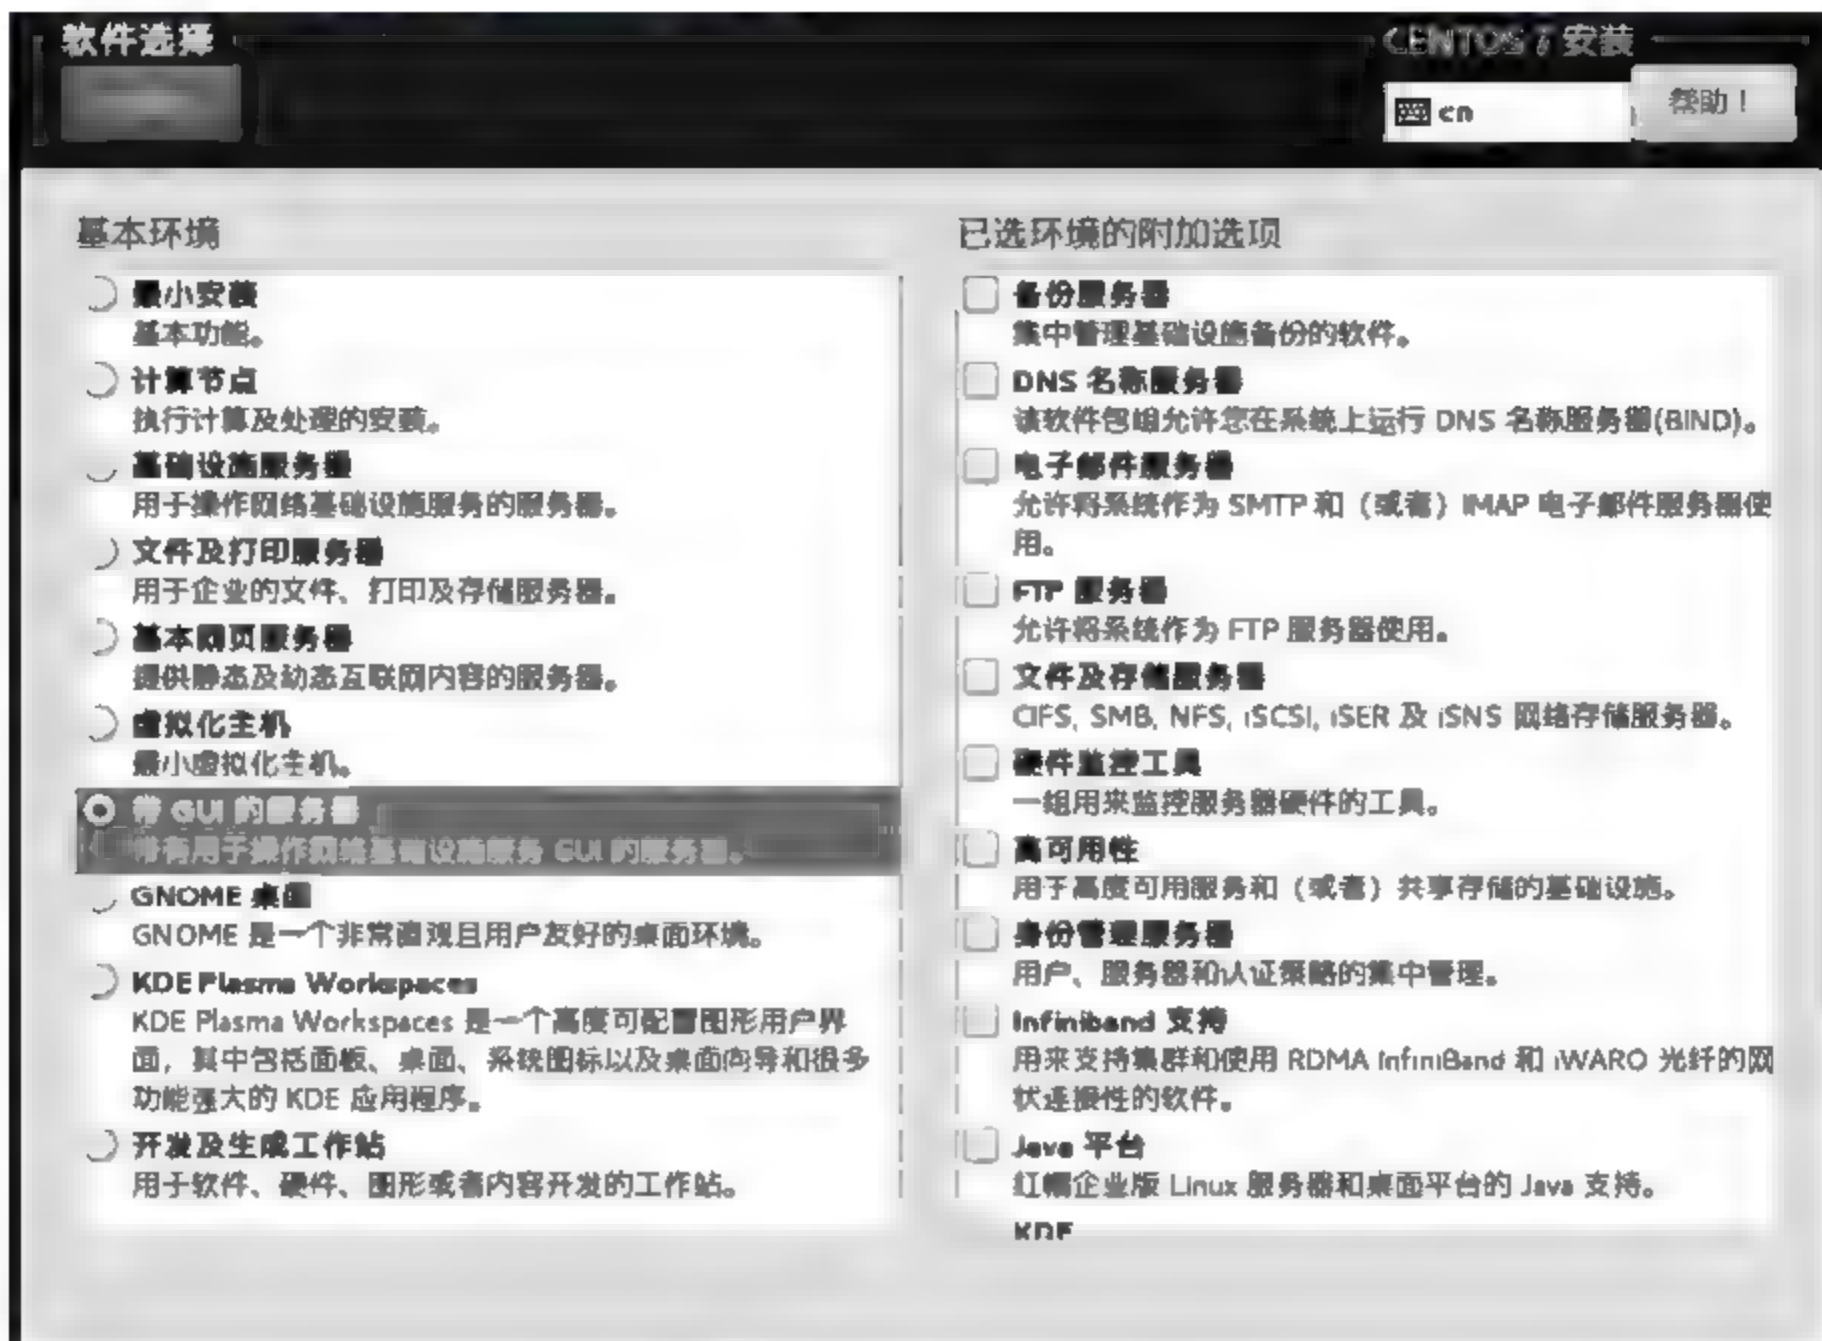 软件选择
CENTOS 7 安装
cn
帮助！
基本环境
最小安装
基本功能。
计算节点
执行计算及处理的安装。
基础设施服务器
用于操作网络基础设施服务的服务器。
文件及打印服务器
用于企业的文件、打印及存储服务器。
基本网页服务器
提供静态及动态互联网内容的服务器。
虚拟化主机
最小虚拟化主机。
带 GUI 的服务器
带有用于操作网络基础设施服务 GUI 的服务器。
GNOME 桌面
GNOME 是一个非常直观且用户友好的桌面环境。
KDE Plasma Workspaces
KDE Plasma Workspaces 是一个高度可配置图形用户界
面，其中包括面板、桌面、系统图标以及桌面向导和很多
功能强大的 KDE 应用程序。
开发及生成工作站
用于软件、硬件、图形或者内容开发的工作站。
已选环境的附加选项
备份服务器
集中管理基础设施备份的软件。
DNS 名称服务器
该软件包组允许您在系统上运行 DNS 名称服务器(BIND)。
电子邮件服务器
允许将系统作为 SMTP 和（或者）IMAP 电子邮件服务器使
用。
FTP 服务器
允许将系统作为 FTP 服务器使用。
文件及存储服务器
CIFS, SMB, NFS, iSCSI, iSER 及 iSNS 网络存储服务器。
硬件监控工具
一组用来监控服务器硬件的工具。
高可用性
用于高度可用服务和（或者）共享存储的基础设施。
身份管理服务器
用户、服务器和认证策略的集中管理。
Infiniband 支持
用来支持集群和使用 RDMA InfiniBand 和 iWARO 光纤的网
状连接性的软件。
Java 平台
红帽企业版 Linux 服务器和桌面平台的 Java 支持。
KDE